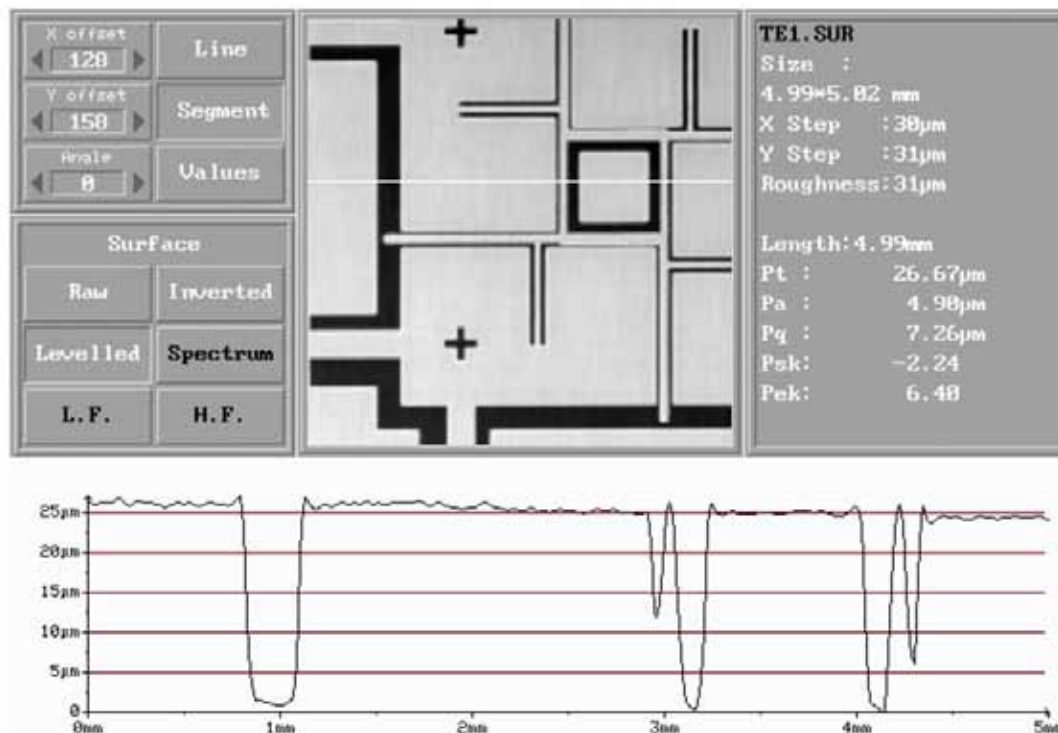 X offset
128
Line
Y offset
158
Segment
Angle
0
Values
Surface
Raw
Inverted
Levelled
Spectrum
L.F.
H.F.
TE1.SUR
Size :
4.99*5.02 mm
X Step :30µm
Y Step :31µm
Roughness:31µm
Length:4.99mm
Pt : 26.67µm
Pa : 4.90µm
Pq : 7.26µm
Psk: -2.24
Pek: 6.40
25µm
20µm
15µm
10µm
5µm
0
0mm 1mm 2mm 3mm 4mm 5mm